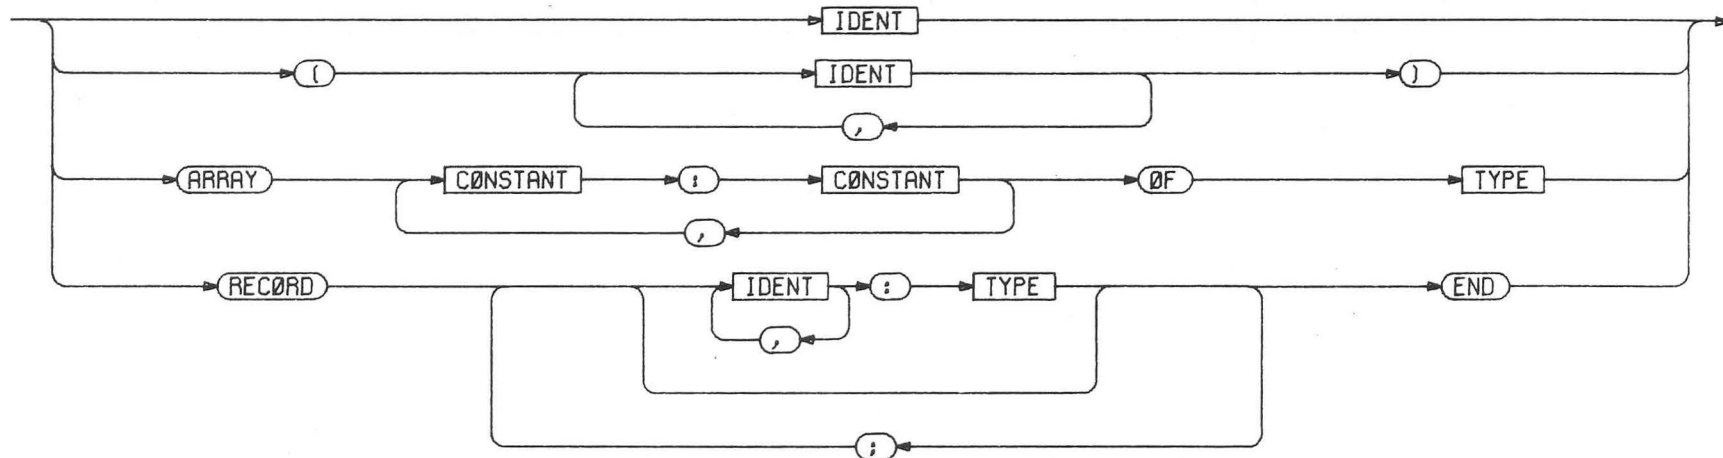 IDENT
( IDENT )
,
ARRAY CØNSTANT : CØNSTANT ØF TYPE
,
RECØRD IDENT : TYPE END
,
;